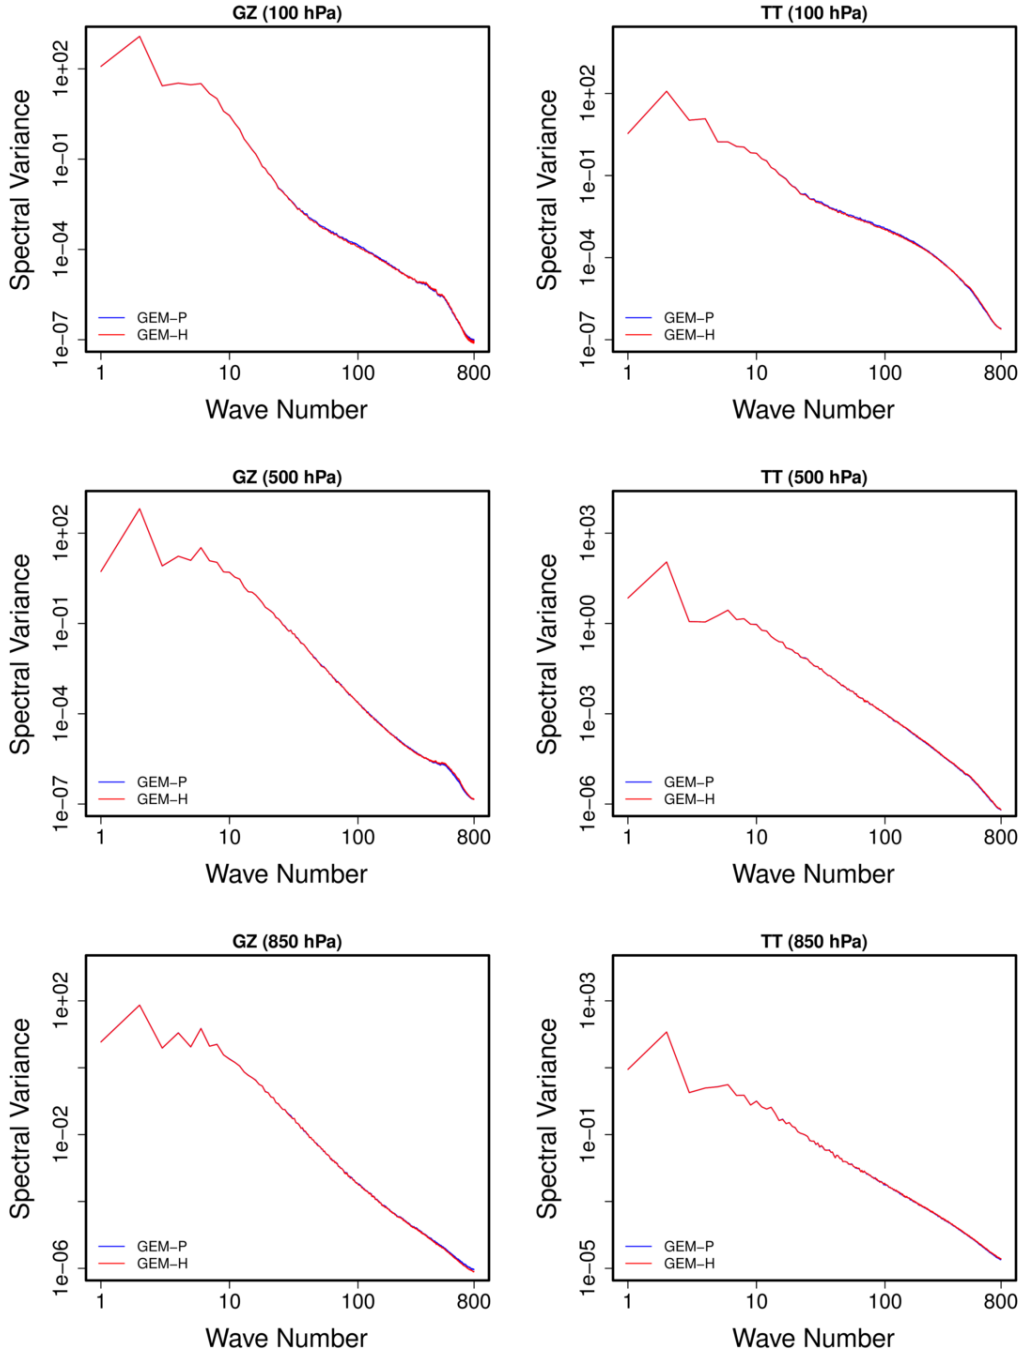 GZ (100 hPa)
Spectral Variance
1e+02
1e−01
1e−04
1e−07
GEM−P
GEM−H
1 10 100 800
Wave Number
TT (100 hPa)
Spectral Variance
1e+02
1e−01
1e−04
1e−07
GEM−P
GEM−H
1 10 100 800
Wave Number
GZ (500 hPa)
Spectral Variance
1e+02
1e−01
1e−04
1e−07
GEM−P
GEM−H
1 10 100 800
Wave Number
TT (500 hPa)
Spectral Variance
1e+03
1e+00
1e−03
1e−06
GEM−P
GEM−H
1 10 100 800
Wave Number
GZ (850 hPa)
Spectral Variance
1e+02
1e−02
1e−06
GEM−P
GEM−H
1 10 100 800
Wave Number
TT (850 hPa)
Spectral Variance
1e+03
1e−01
1e−05
GEM−P
GEM−H
1 10 100 800
Wave Number